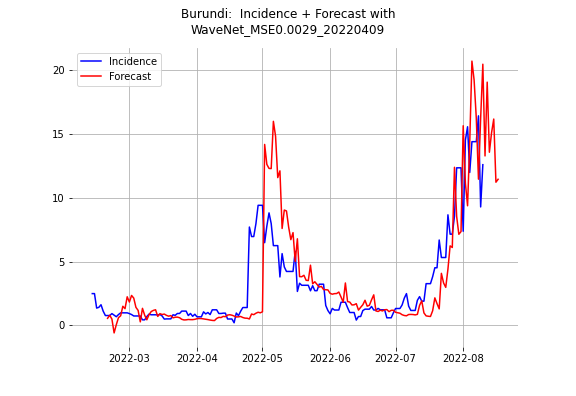 Burundi:  Incidence + Forecast with
WaveNet_MSE0.0029_20220409
Incidence
Forecast
20
15
10
5
0
2022-03 2022-04 2022-05 2022-06 2022-07 2022-08